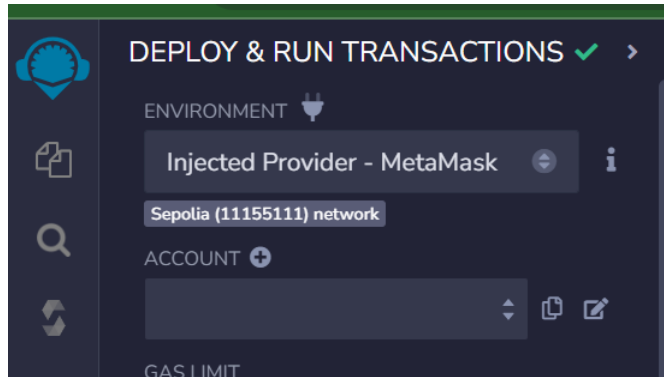 DEPLOY & RUN TRANSACTIONS
ENVIRONMENT
Injected Provider - MetaMask
Sepolia (11155111) network
ACCOUNT
GAS LIMIT